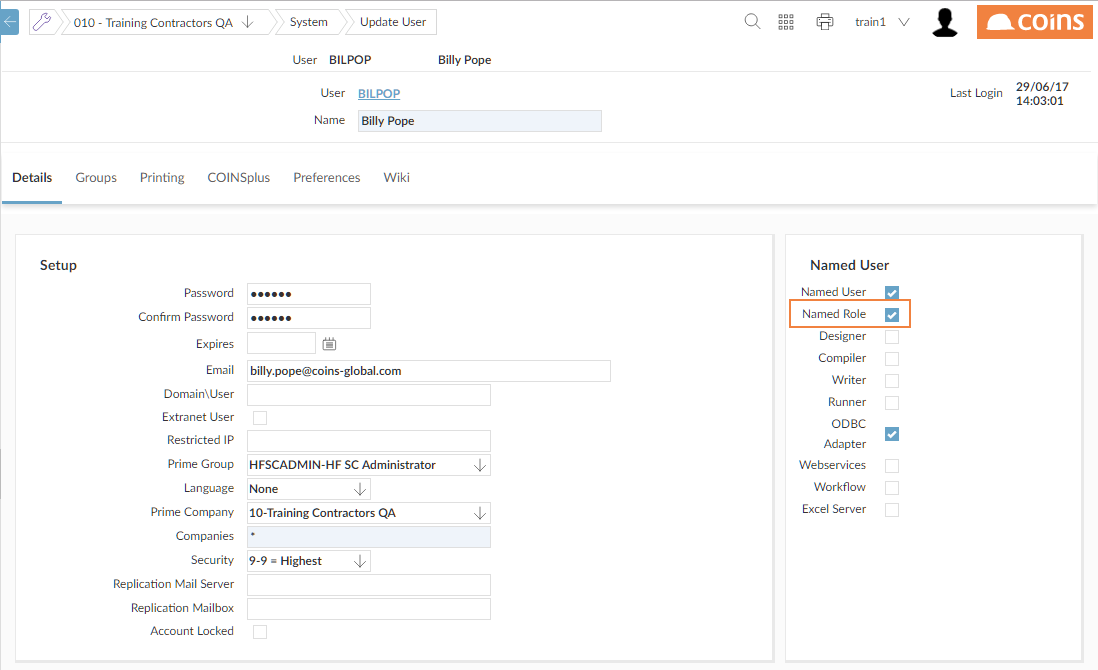 010 - Training Contractors QA System Update User train1 coins
User BILPOP Billy Pope
User BILPOP Last Login 29/06/17
14:03:01
Name Billy Pope
Details Groups Printing COINSplus Preferences Wiki
Setup
Password ••••••
Confirm Password ••••••
Expires
Email billy.pope@coins-global.com
Domain\User
Extranet User
Restricted IP
Prime Group HFSCADMIN-HF SC Administrator
Language None
Prime Company 10-Training Contractors QA
Companies *
Security 9-9 = Highest
Replication Mail Server
Replication Mailbox
Account Locked
Named User
Named User
Named Role
Designer
Compiler
Writer
Runner
ODBC
Adapter
Webservices
Workflow
Excel Server